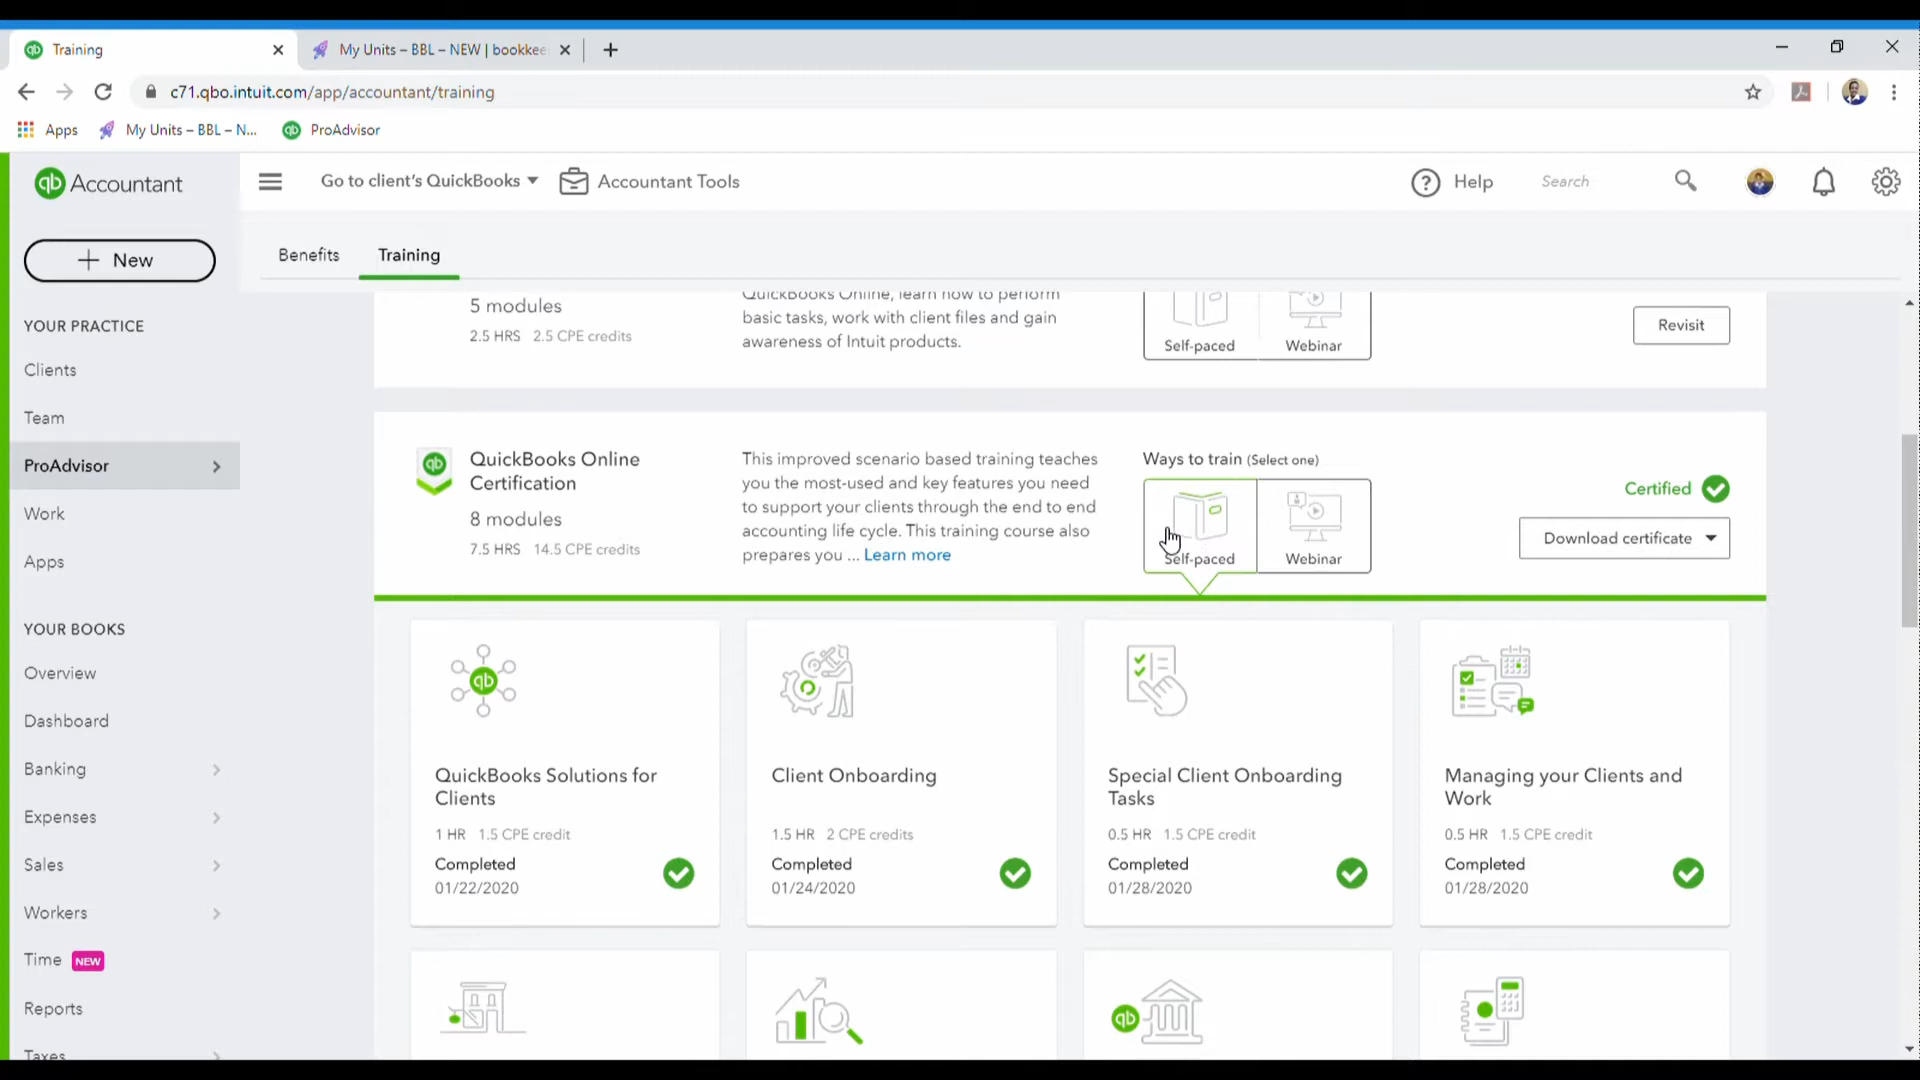 Training
My Units – BBL – NEW | bookkee
c71.qbo.intuit.com/app/accountant/training
Apps
My Units – BBL – N...
ProAdvisor
qb Accountant
Go to client's QuickBooks
Accountant Tools
Help
Search
+ New
Benefits
Training
YOUR PRACTICE
Clients
Team
ProAdvisor
Work
Apps
YOUR BOOKS
Overview
Dashboard
Banking
Expenses
Sales
Workers
Time NEW
Reports
Taxes
5 modules
2.5 HRS 2.5 CPE credits
QuickBooks Online, learn how to perform
basic tasks, work with client files and gain
awareness of Intuit products.
Self-paced
Webinar
Revisit
QuickBooks Online
Certification
8 modules
7.5 HRS 14.5 CPE credits
This improved scenario based training teaches
you the most-used and key features you need
to support your clients through the end to end
accounting life cycle. This training course also
prepares you ... Learn more
Ways to train (Select one)
Self-paced
Webinar
Certified
Download certificate
QuickBooks Solutions for
Clients
1 HR 1.5 CPE credit
Completed
01/22/2020
Client Onboarding
1.5 HR 2 CPE credits
Completed
01/24/2020
Special Client Onboarding
Tasks
0.5 HR 1.5 CPE credit
Completed
01/28/2020
Managing your Clients and
Work
0.5 HR 1.5 CPE credit
Completed
01/28/2020